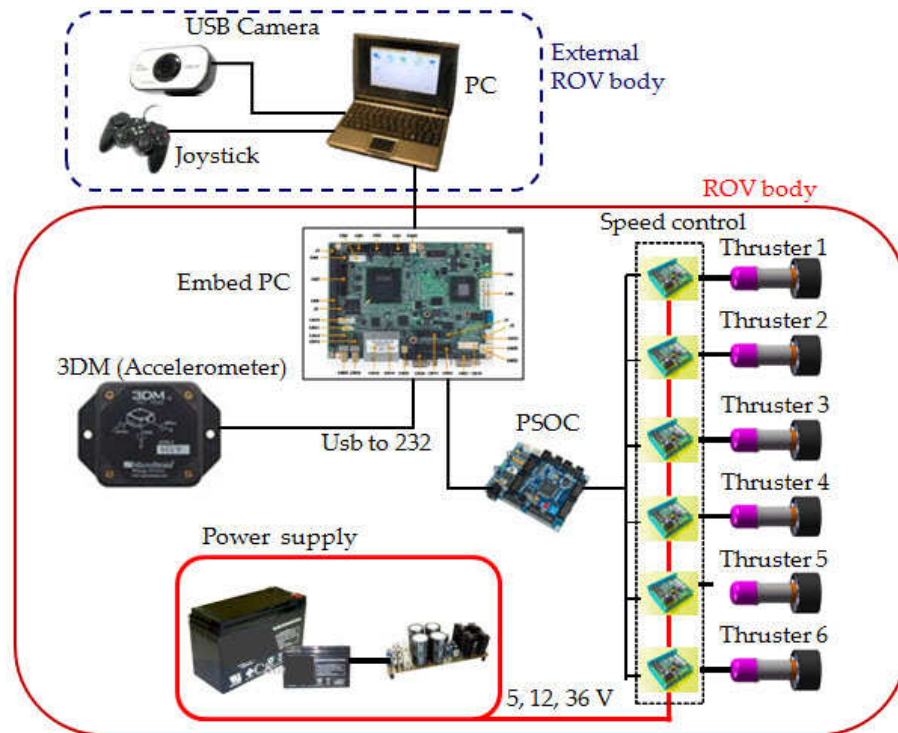 USB Camera
PC
External
ROV body
Joystick
ROV body
Speed control
Embed PC
Thruster 1
Thruster 2
3DM (Accelerometer)
3DM
Thruster 3
PSOC
Usb to 232
Thruster 4
Power supply
Thruster 5
Thruster 6
5, 12, 36 V